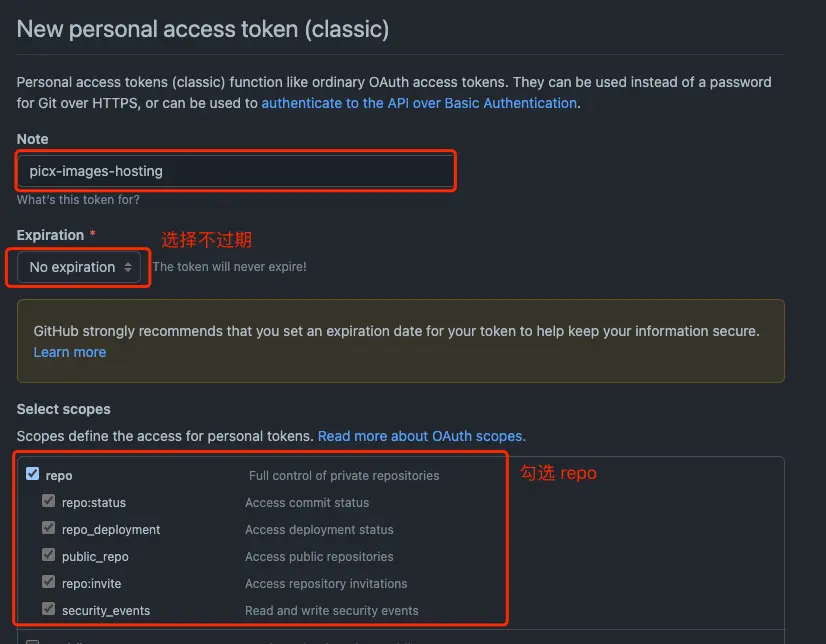 New personal access token (classic)
Personal access tokens (classic) function like ordinary OAuth access tokens. They can be used instead of a password
for Git over HTTPS, or can be used to authenticate to the API over Basic Authentication.
Note
picx-images-hosting
What's this token for?
Expiration *
选择不过期
No expiration
The token will never expire!
GitHub strongly recommends that you set an expiration date for your token to help keep your information secure.
Learn more
Select scopes
Scopes define the access for personal tokens. Read more about OAuth scopes.
repo Full control of private repositories
勾选 repo
repo:status Access commit status
repo_deployment Access deployment status
public_repo Access public repositories
repo:invite Access repository invitations
security_events Read and write security events